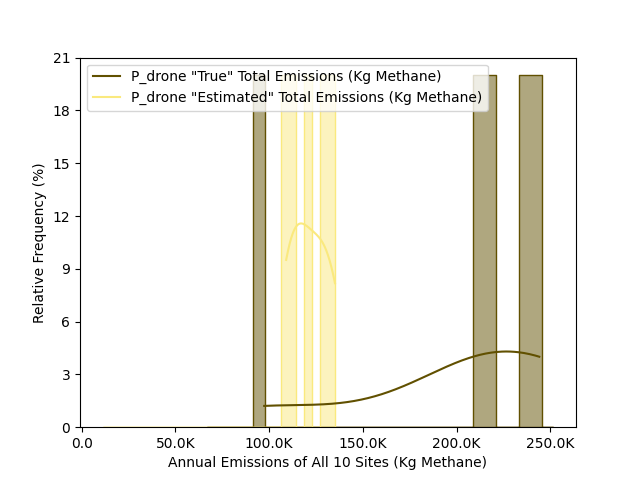 P_drone "True" Total Emissions (Kg Methane)
P_drone "Estimated" Total Emissions (Kg Methane)
21
18
15
12
9
6
3
0
Relative Frequency (%)
0.0 50.0K 100.0K 150.0K 200.0K 250.0K
Annual Emissions of All 10 Sites (Kg Methane)